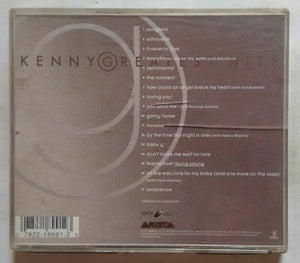 KENNY G GREATEST HITS
songbird
silhouette
forever in love
everytime i close my eyes (with Babyface)
sentimental
the moment
how could an angel break my heart (with Toni Braxton)
loving you
you send me (with Michael Bolton)
going home
havana
by the time this night is over (with Peabo Bryson)
baby g
don't make me wait for love
theme from dying young
all the way/one for my baby (and one more for the road)
(with Frank Sinatra)
innocence
ARISTA